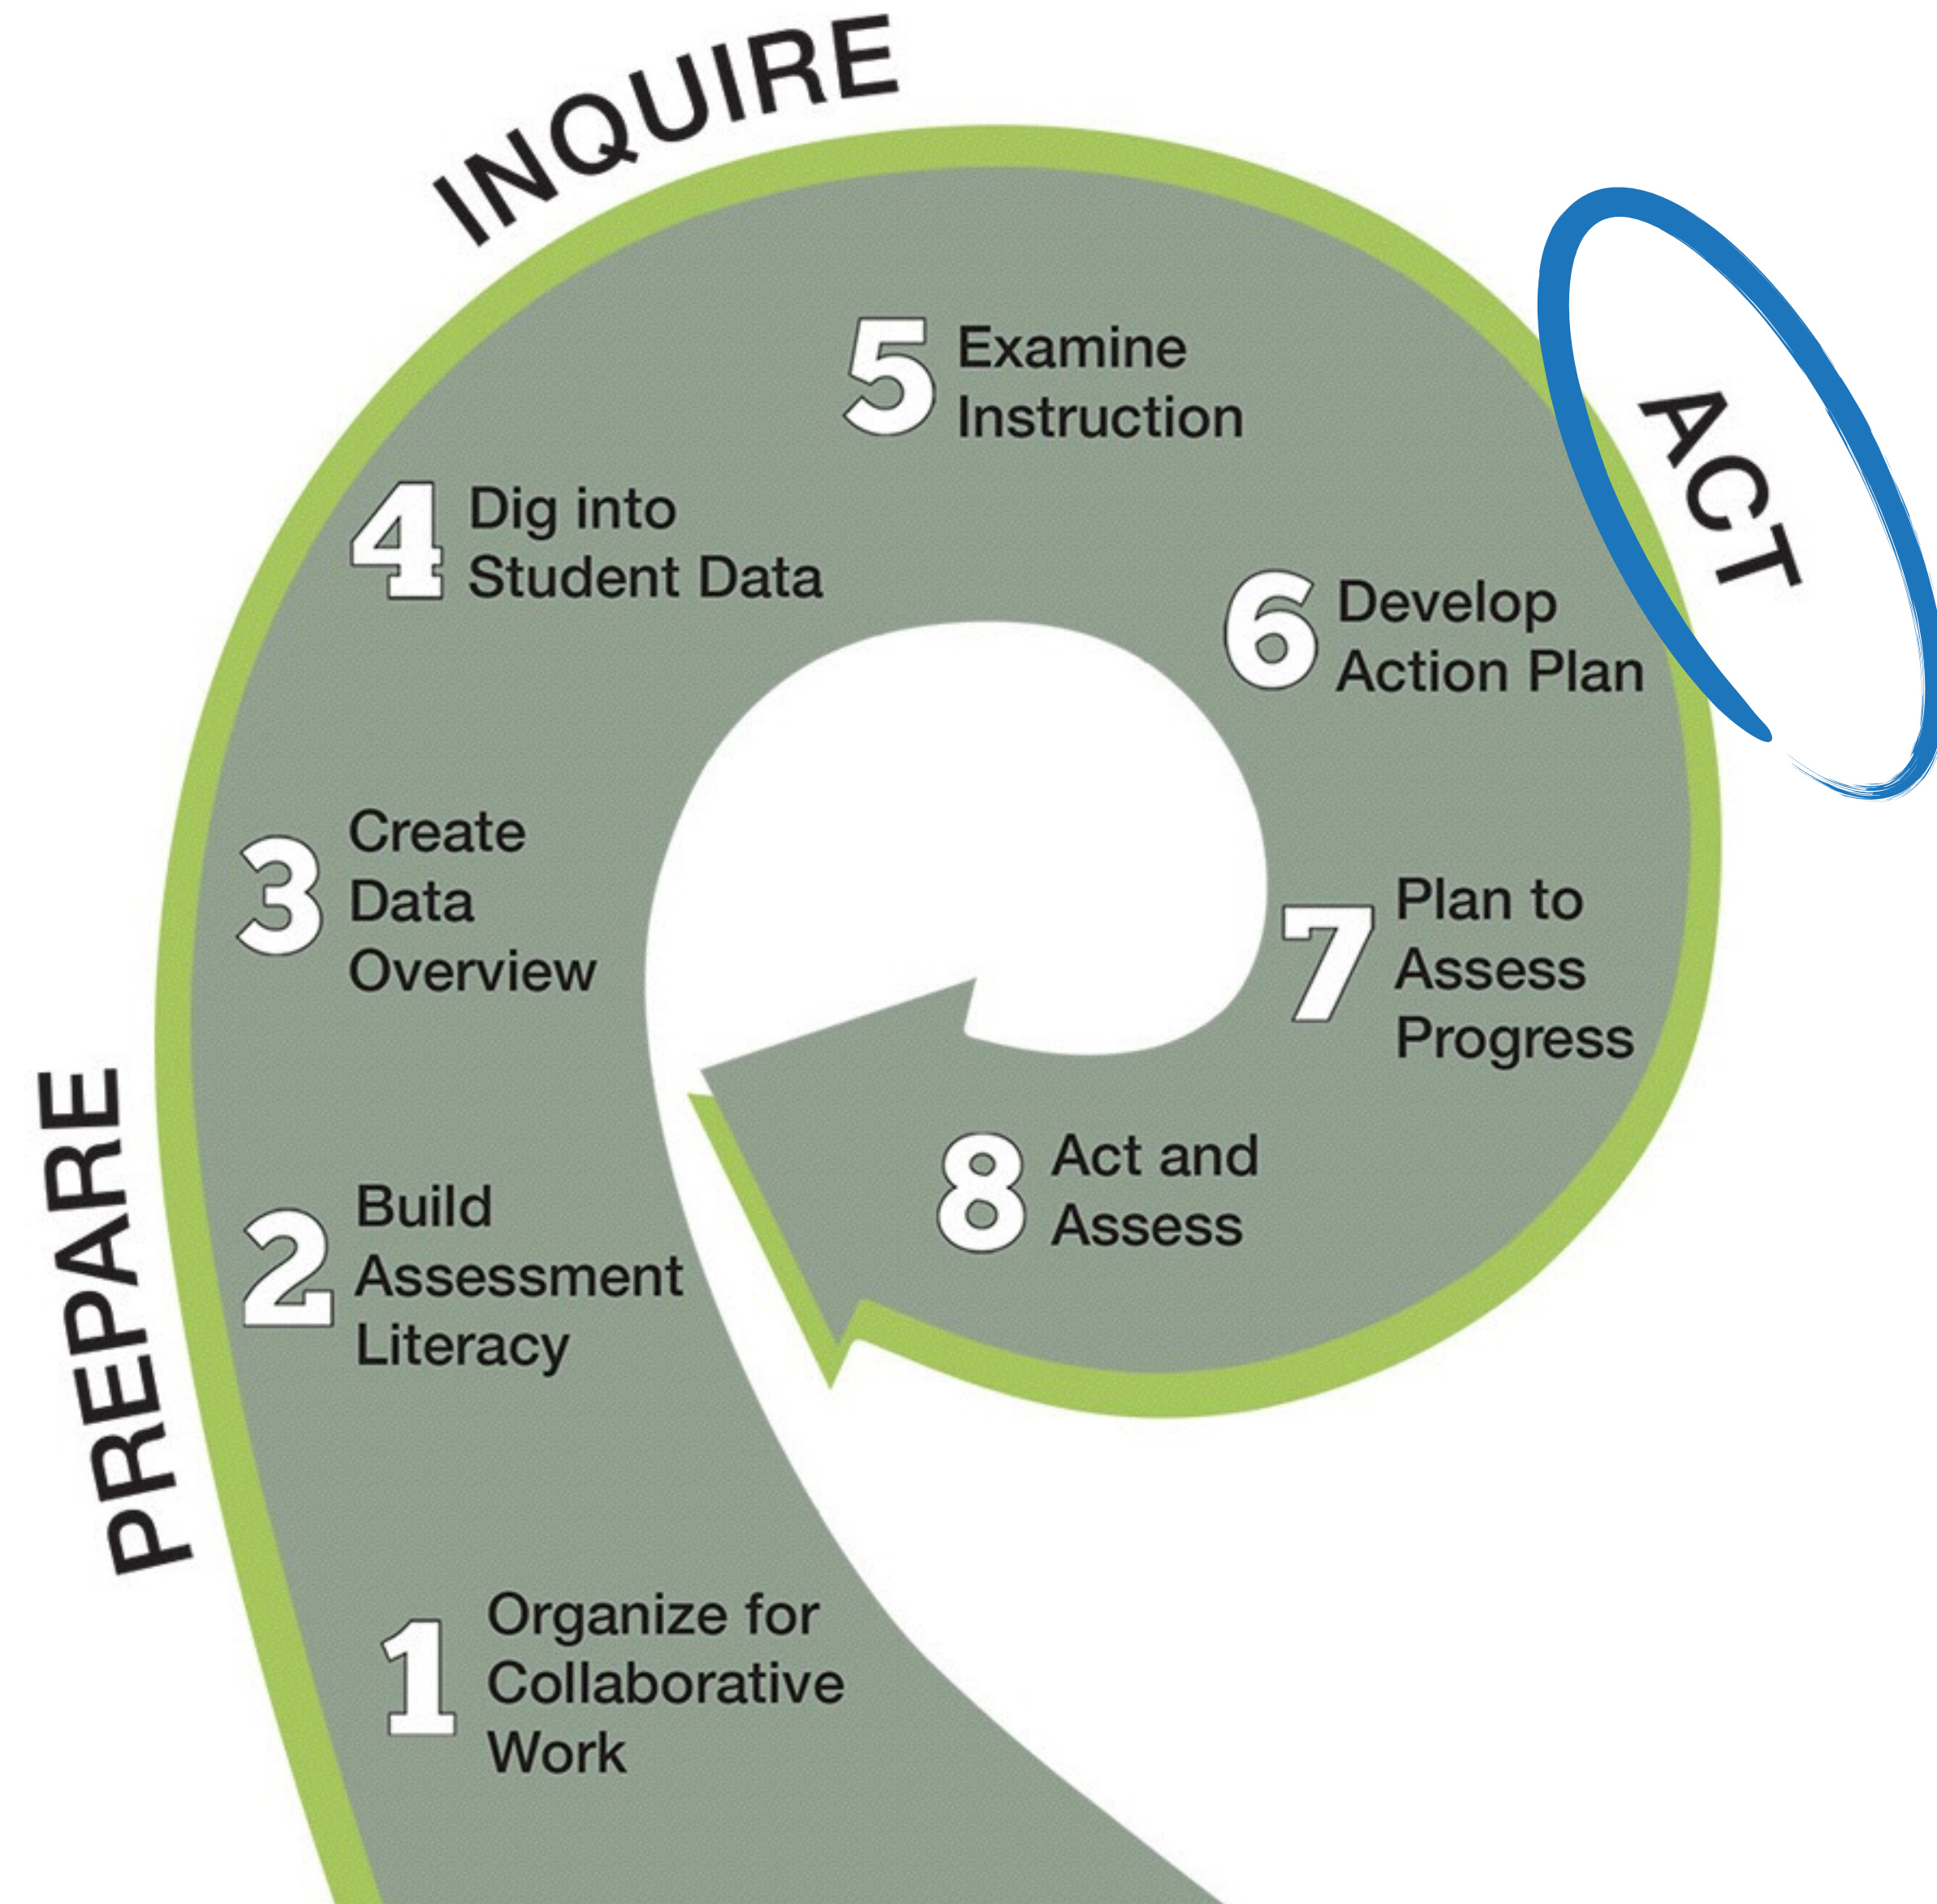 INQUIRE
ACT
PREPARE
5 Examine
Instruction
4 Dig into
Student Data
6 Develop
Action Plan
3 Create
Data
Overview
7 Plan to
Assess
Progress
8 Act and
Assess
2 Build
Assessment
Literacy
1 Organize for
Collaborative
Work